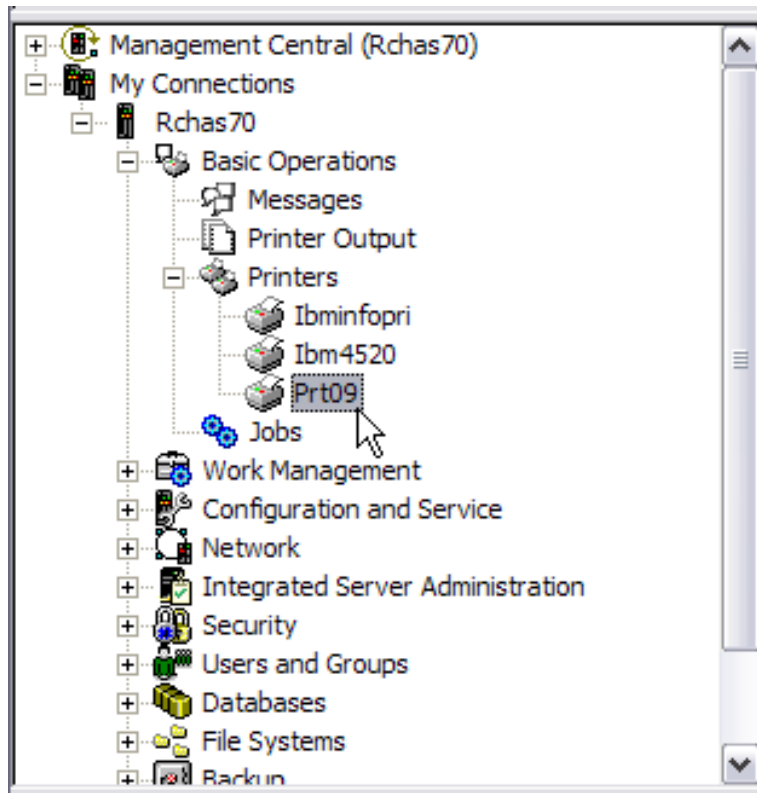 Management Central (Rchas70)
My Connections
Rchas70
Basic Operations
Messages
Printer Output
Printers
Ibminfopri
Ibm4520
Prt09
Jobs
Work Management
Configuration and Service
Network
Integrated Server Administration
Security
Users and Groups
Databases
File Systems
Backup